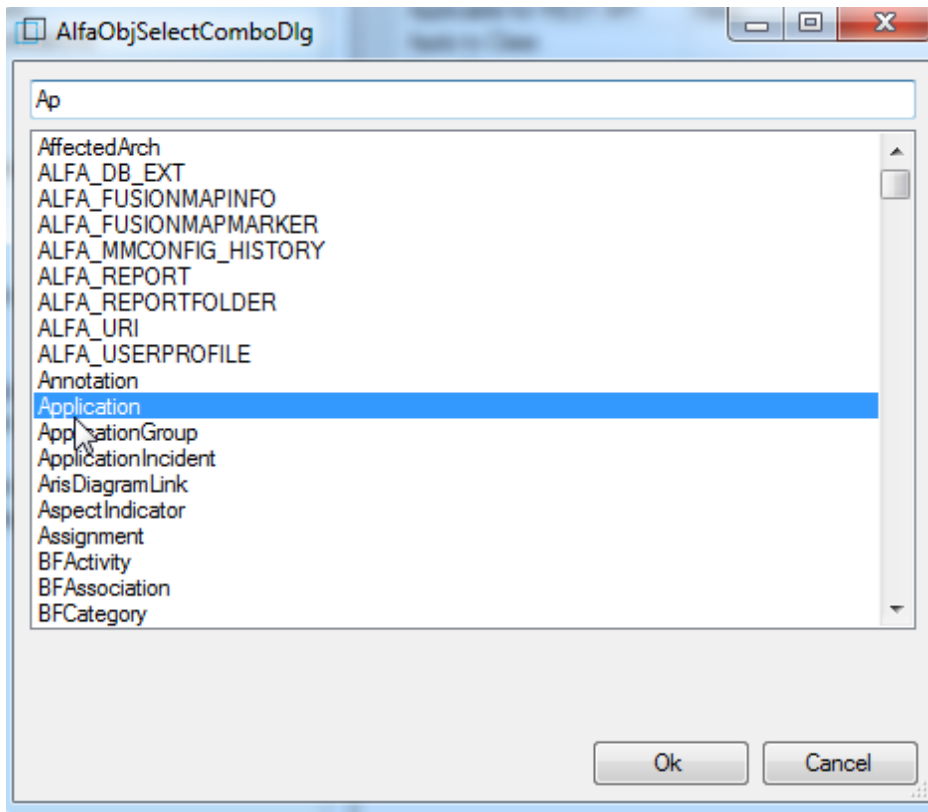 AlfaObjSelectComboDlg
Ap
AffectedArch
ALFA_DB_EXT
ALFA_FUSIONMAPINFO
ALFA_FUSIONMAPMARKER
ALFA_MMCONFIG_HISTORY
ALFA_REPORT
ALFA_REPORTFOLDER
ALFA_URI
ALFA_USERPROFILE
Annotation
Application
ApplicationGroup
ApplicationIncident
ArisDiagramLink
AspectIndicator
Assignment
BFActivity
BFAssociation
BFCategory
Ok Cancel